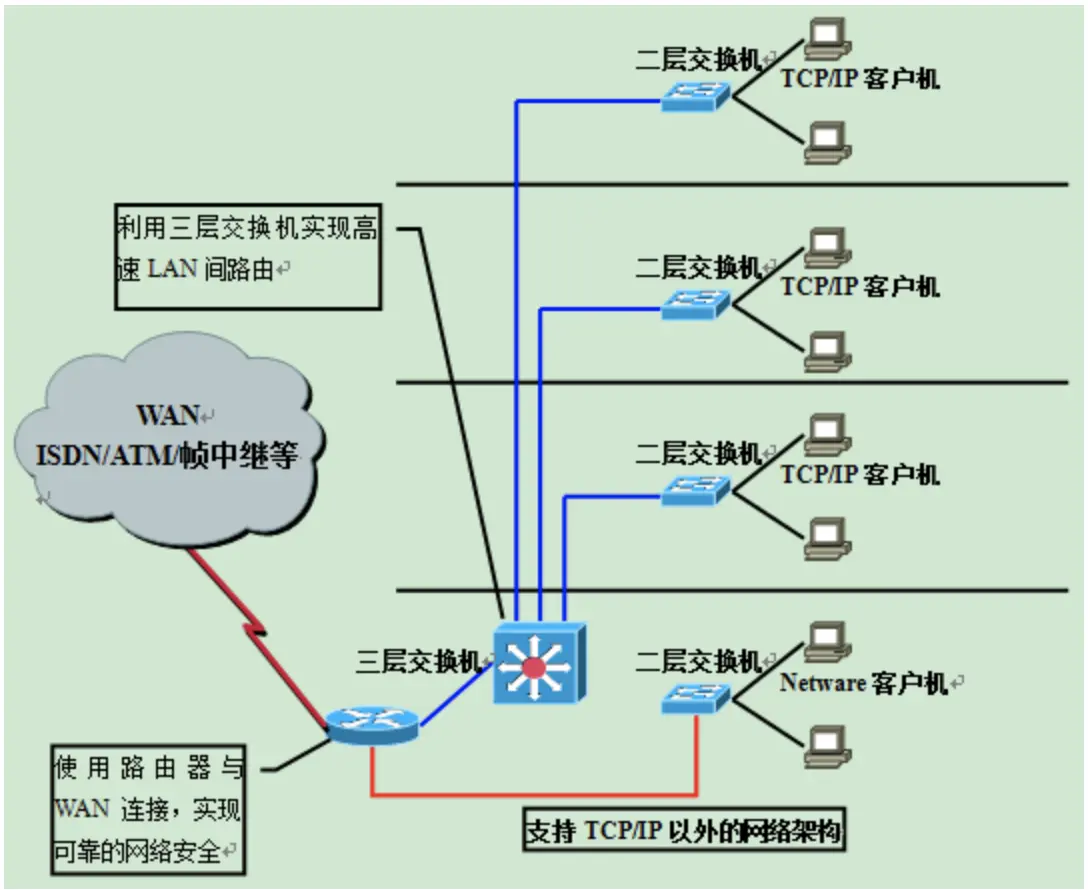 二层交换机
TCP/IP 客户机
利用三层交换机实现高
速 LAN 间路由
二层交换机
TCP/IP 客户机
WAN
ISDN/ATM/帧中继等
二层交换机
TCP/IP 客户机
三层交换机
二层交换机
Netware 客户机
使用路由器与
WAN 连接，实现
可靠的网络安全
支持 TCP/IP 以外的网络架构